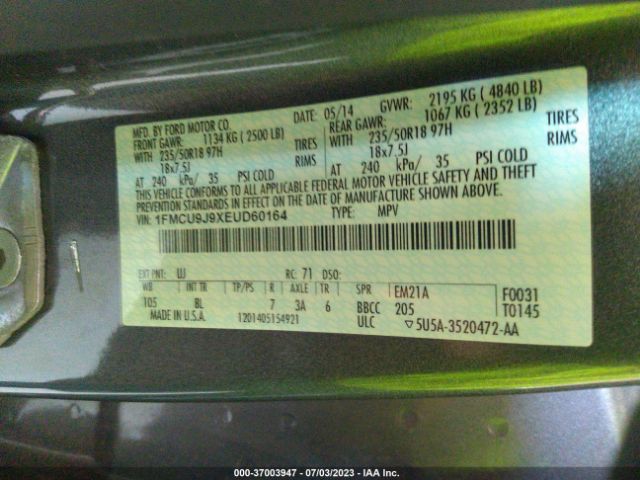 MFD. BY FORD MOTOR CO. DATE: 05/14 GVWR: 2195 KG ( 4840 LB)
FRONT GAWR: 1134 KG ( 2500 LB) REAR GAWR: 1067 KG ( 2352 LB)
WITH 235/50R18 97H TIRES WITH 235/50R18 97H TIRES
18x7.5J RIMS 18x7.5J RIMS
AT 240 kPa/ 35 PSI COLD AT 240 kPa/ 35 PSI COLD
THIS VEHICLE CONFORMS TO ALL APPLICABLE FEDERAL MOTOR VEHICLE SAFETY AND THEFT
PREVENTION STANDARDS IN EFFECT ON THE DATE OF MANUFACTURE SHOWN ABOVE.
VIN: 1FMCU9J9XEUD60164 TYPE: MPV
EXT PNT: UJ RC: 71 DSO:
WB INT TR TP/PS R AXLE TR SPR EM21A F0031
105 BL 7 3A 6 BBCC 205 T0145
MADE IN U.S.A. 1201405154921 ULC ▽5U5A-3520472-AA
000-37003947 / 07/03/2023 - IAA Inc.